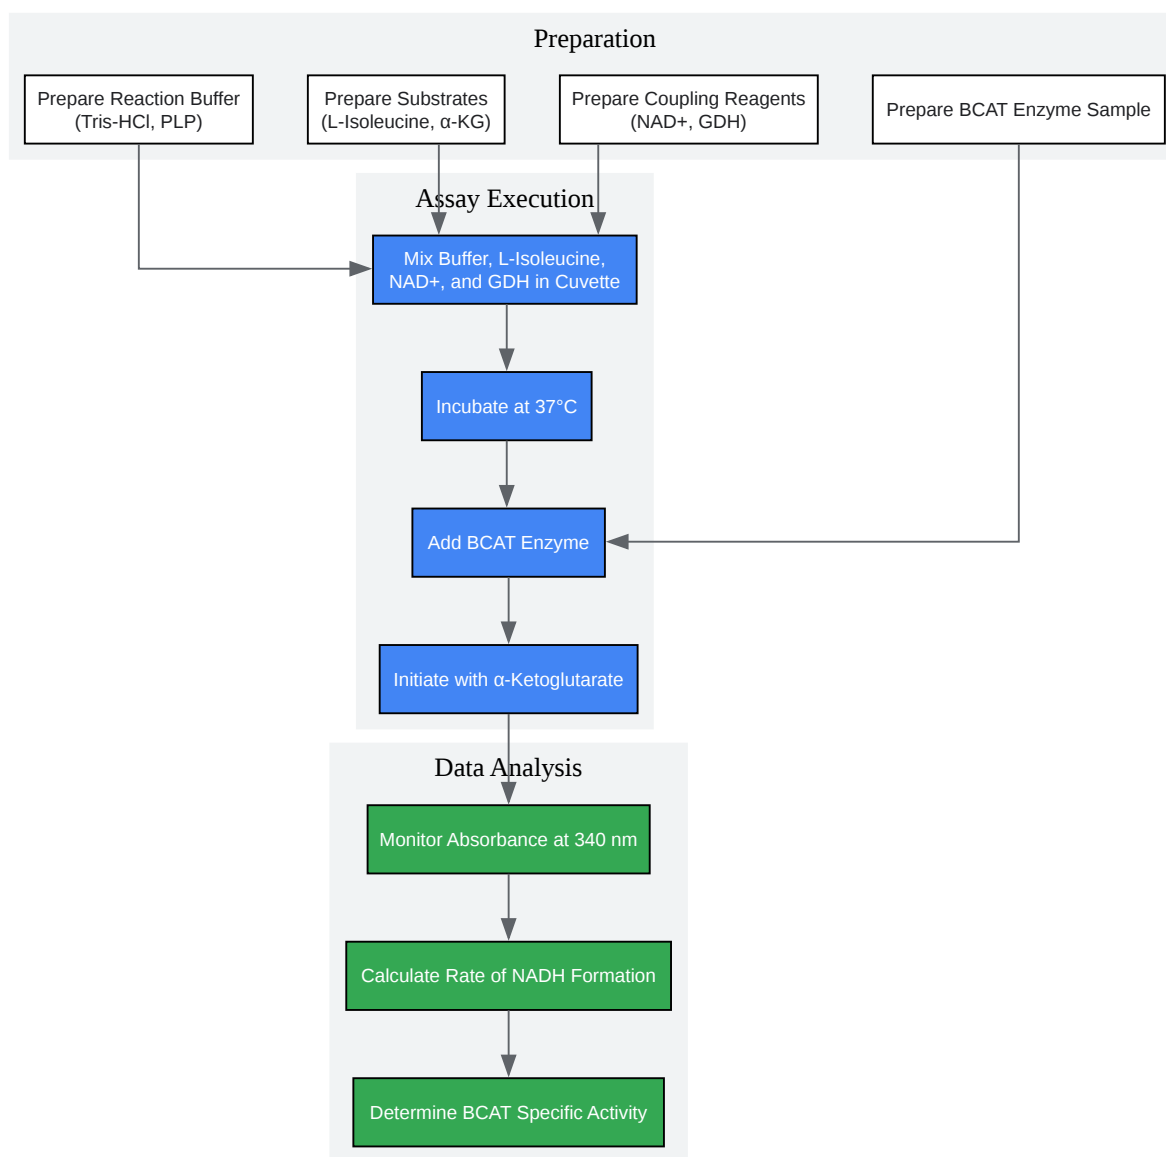 Preparation
Prepare Reaction Buffer
(Tris-HCl, PLP)
Prepare Substrates
(L-Isoleucine, α-KG)
Prepare Coupling Reagents
(NAD+, GDH)
Prepare BCAT Enzyme Sample
Assay Execution
Mix Buffer, L-Isoleucine,
NAD+, and GDH in Cuvette
Incubate at 37°C
Add BCAT Enzyme
Initiate with α-Ketoglutarate
Data Analysis
Monitor Absorbance at 340 nm
Calculate Rate of NADH Formation
Determine BCAT Specific Activity